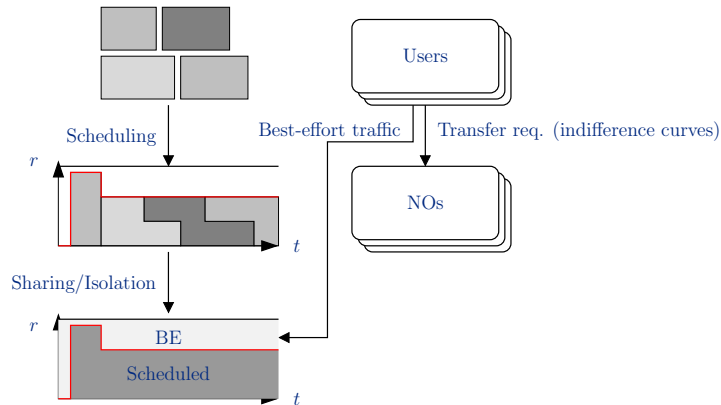 Users
Scheduling
Best-effort traffic
Transfer req. (indifference curves)
r
NOs
t
Sharing/Isolation
r
BE
Scheduled
t